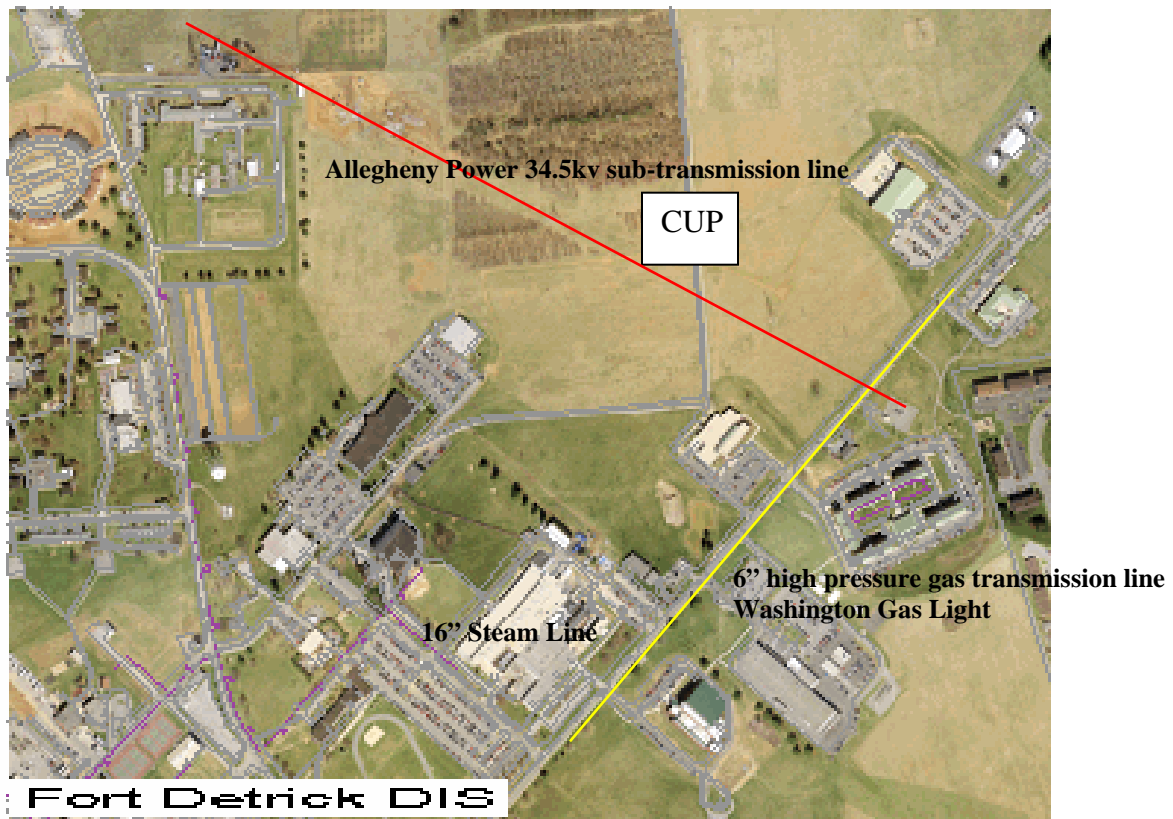 Allegheny Power 34.5kv sub-transmission line
CUP
6” high pressure gas transmission line
Washington Gas Light
16” Steam Line
Fort Detrick DIS